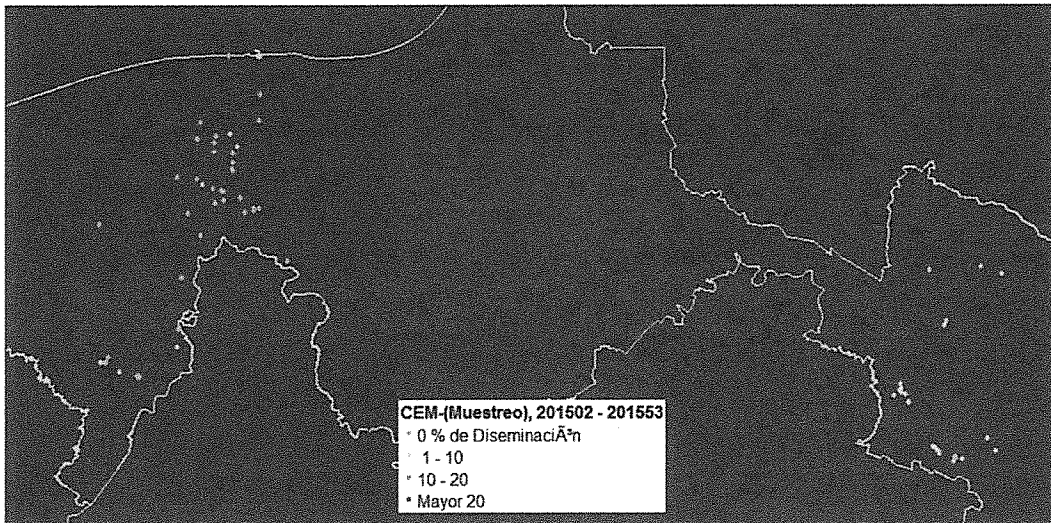 CEM-(Muestreo), 201502 - 201553
0 % de DiseminaciÃ³n
1 - 10
10 - 20
Mayor 20